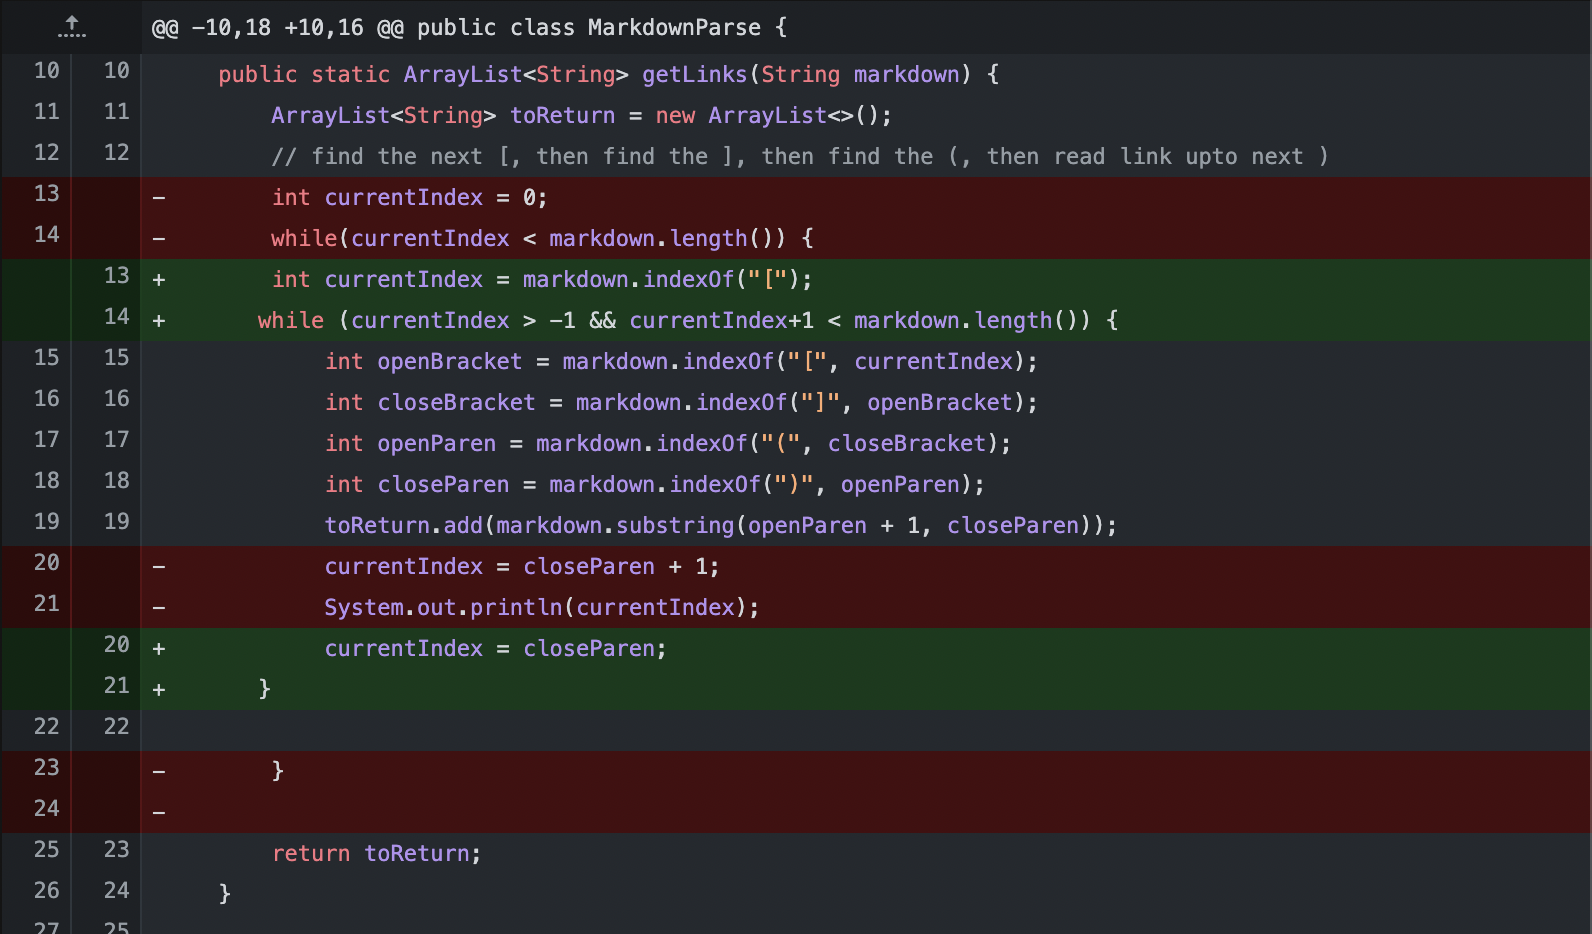 @@ -10,18 +10,16 @@ public class MarkdownParse {
10 10 public static ArrayList<String> getLinks(String markdown) {
11 11 ArrayList<String> toReturn = new ArrayList<>();
12 12 // find the next [, then find the ], then find the (, then read link upto next )
13 - int currentIndex = 0;
14 - while(currentIndex < markdown.length()) {
13 + int currentIndex = markdown.indexOf("[");
14 + while (currentIndex > -1 && currentIndex+1 < markdown.length()) {
15 15 int openBracket = markdown.indexOf("[", currentIndex);
16 16 int closeBracket = markdown.indexOf("]", openBracket);
17 17 int openParen = markdown.indexOf("(", closeBracket);
18 18 int closeParen = markdown.indexOf(")", openParen);
19 19 toReturn.add(markdown.substring(openParen + 1, closeParen));
20 - currentIndex = closeParen + 1;
21 - System.out.println(currentIndex);
20 + currentIndex = closeParen;
21 + }
22 22
23 - }
24 -
25 23 return toReturn;
26 24 }
27 25